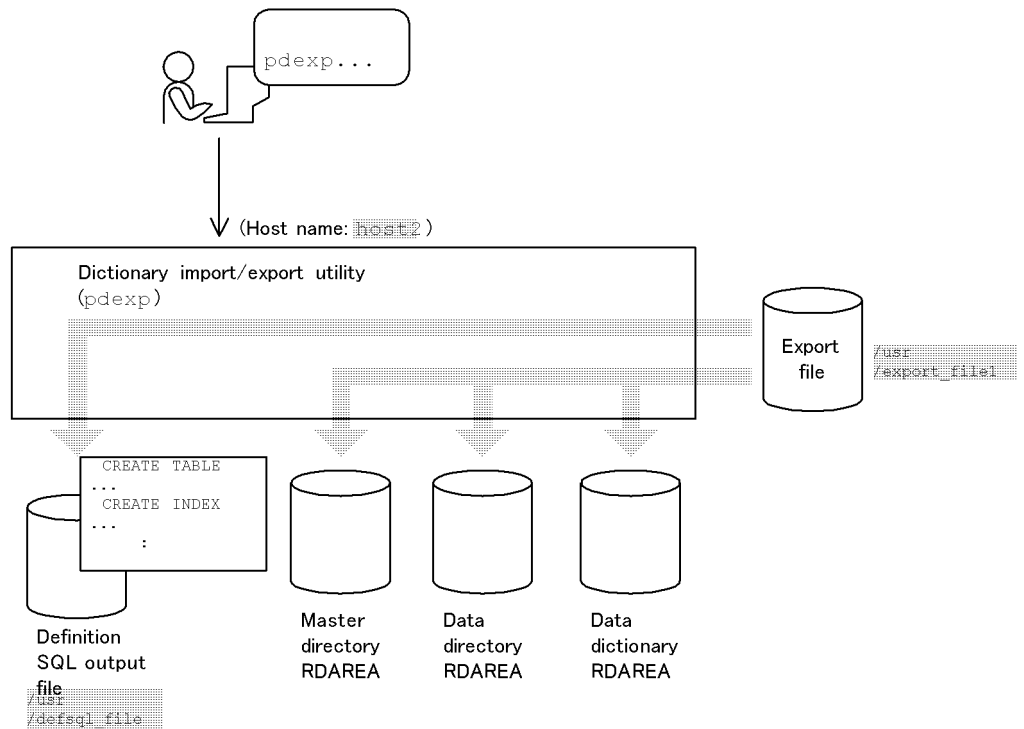 pdexp...
(Host name: host2)
Dictionary import/export utility
(pdexp)
Export
file
/usr
/export_file1
CREATE TABLE
...
CREATE INDEX
...
:
Definition
SQL output
file
/usr
/defsql_file
Master
directory
RDAREA
Data
directory
RDAREA
Data
dictionary
RDAREA